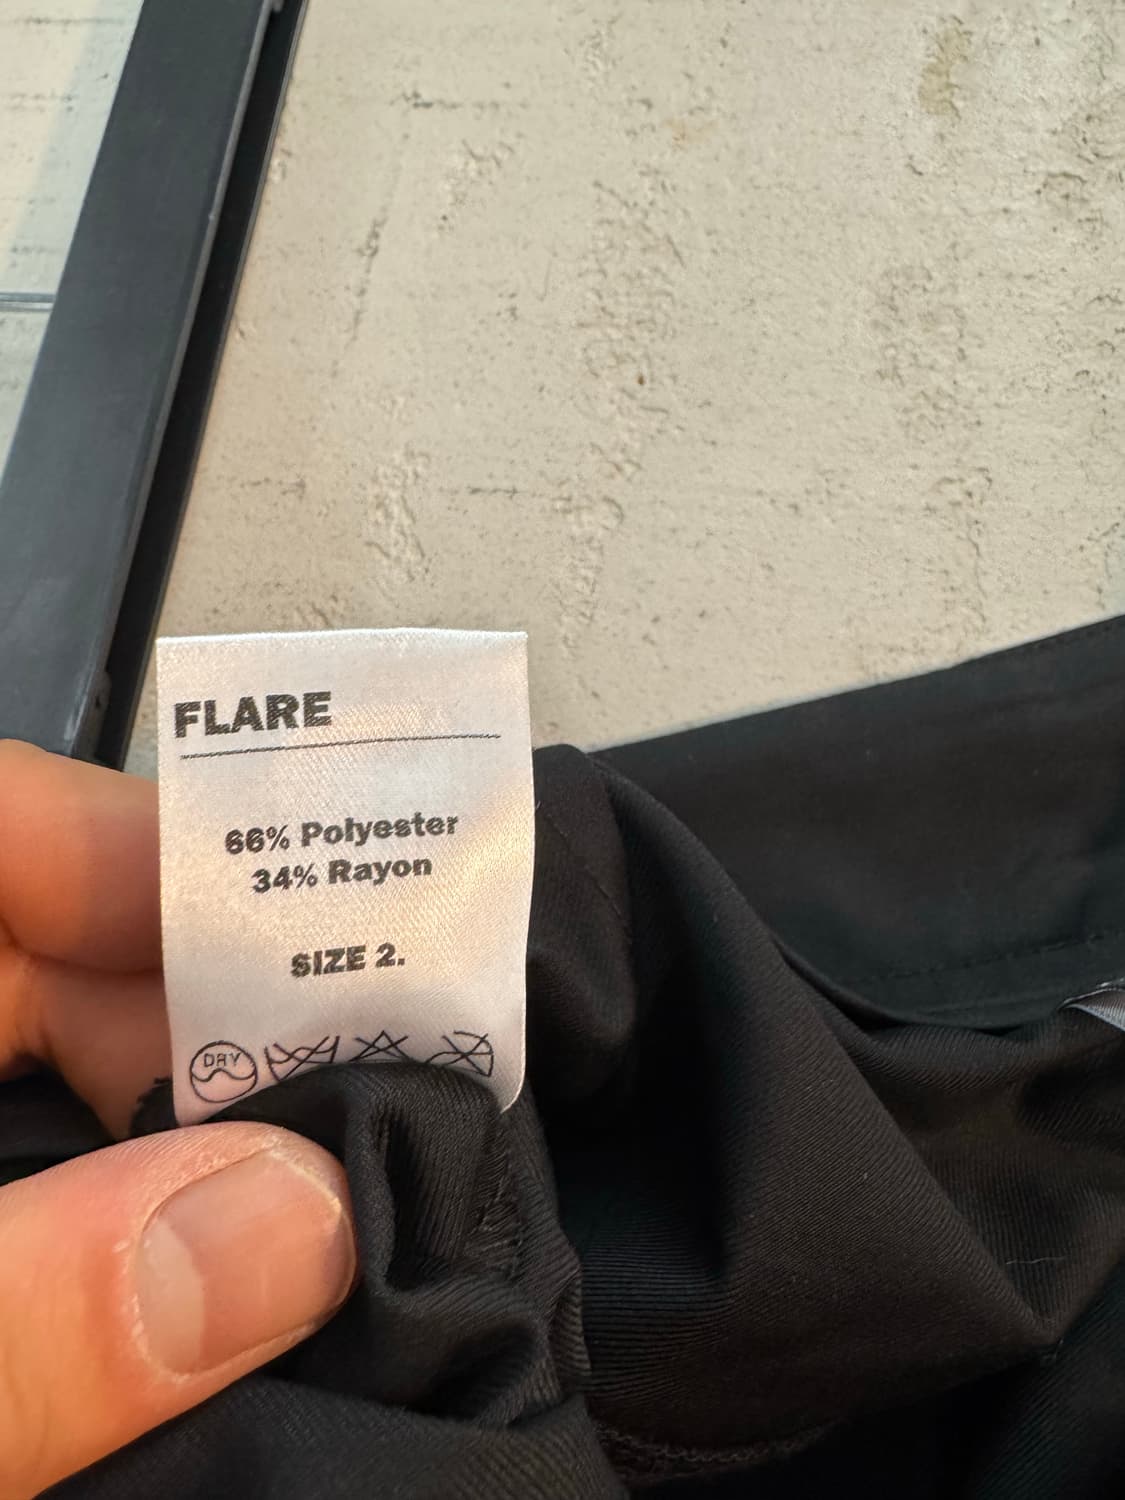 FLARE
66% Polyester
34% Rayon
SIZE 2.
DRY